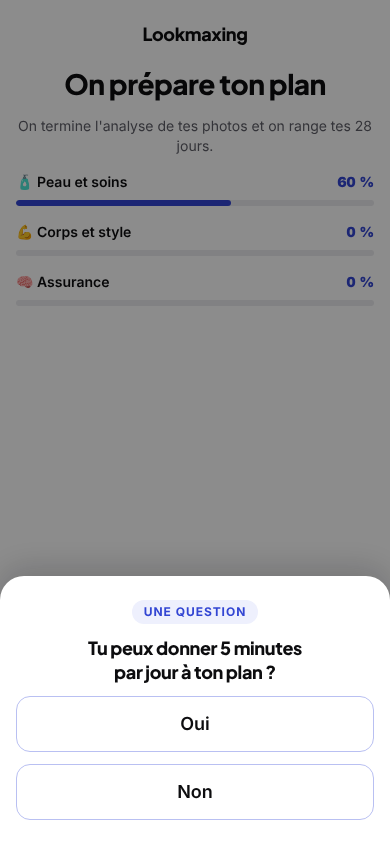 Lookmaxing
On prépare ton plan
On termine l'analyse de tes photos et on range tes 28
jours.
🧴 Peau et soins 60 %
💪 Corps et style 0 %
🧠 Assurance 0 %
UNE QUESTION
Tu peux donner 5 minutes
par jour à ton plan ?
Oui
Non